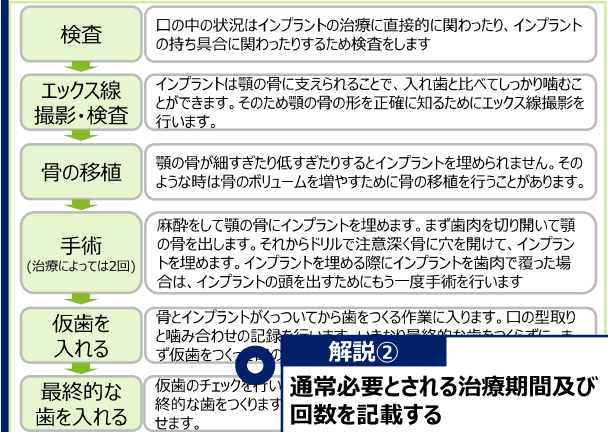 検査
口の中の状況はインプラントの治療に直接的に関わったり、インプラント
の持ち具合に関わったりするため検査をします
エックス線
撮影・検査
インプラントは顎の骨に支えられることで、入れ歯と比べてしっかり噛むこ
とができます。そのため顎の骨の形を正確に知るためにエックス線撮影を
行います。
骨の移植
顎の骨が細すぎたり低すぎたりするとインプラントを埋められません。その
ような時は骨のボリュームを増やすために骨の移植を行うことがあります。
手術
(治療によっては2回)
麻酔をして顎の骨にインプラントを埋めます。まず歯肉を切り開いて顎
の骨を出します。それからドリルで注意深く骨に穴を開けて、インプラン
トを埋めます。インプラントを埋める際にインプラントを歯肉で覆った場
合は、インプラントの頭を出すためにもう一度手術を行います
仮歯を
入れる
骨とインプラントがくっついてから歯をつくる作業に入ります。口の型取り
と噛み合わせの記録を行います。いきなり最終的な歯をつくらずに、ま
ず仮歯をつくっ
最終的な
歯を入れる
仮歯のチェックを行い
終的な歯をつくります
せます。
解説②
通常必要とされる治療期間及び
回数を記載する